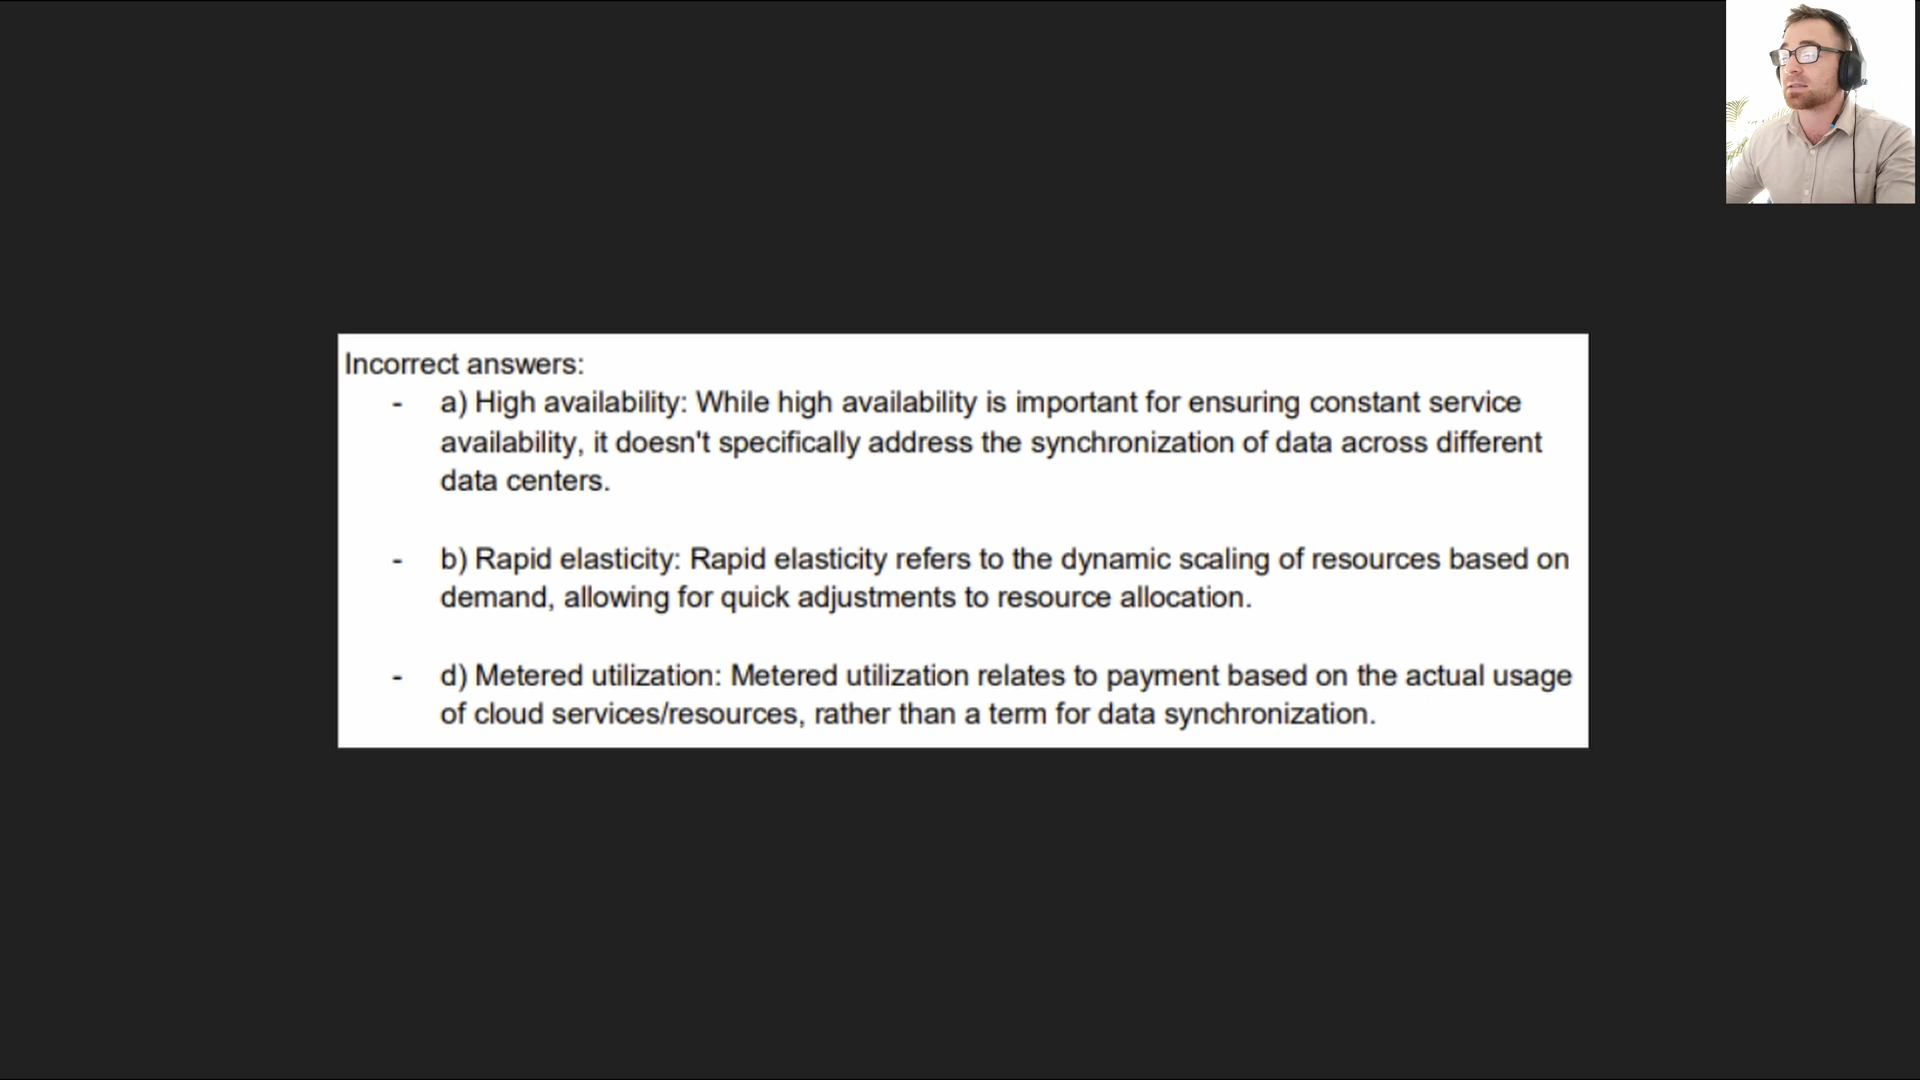 Incorrect answers:
- a) High availability: While high availability is important for ensuring constant service
availability, it doesn't specifically address the synchronization of data across different
data centers.
- b) Rapid elasticity: Rapid elasticity refers to the dynamic scaling of resources based on
demand, allowing for quick adjustments to resource allocation.
- d) Metered utilization: Metered utilization relates to payment based on the actual usage
of cloud services/resources, rather than a term for data synchronization.